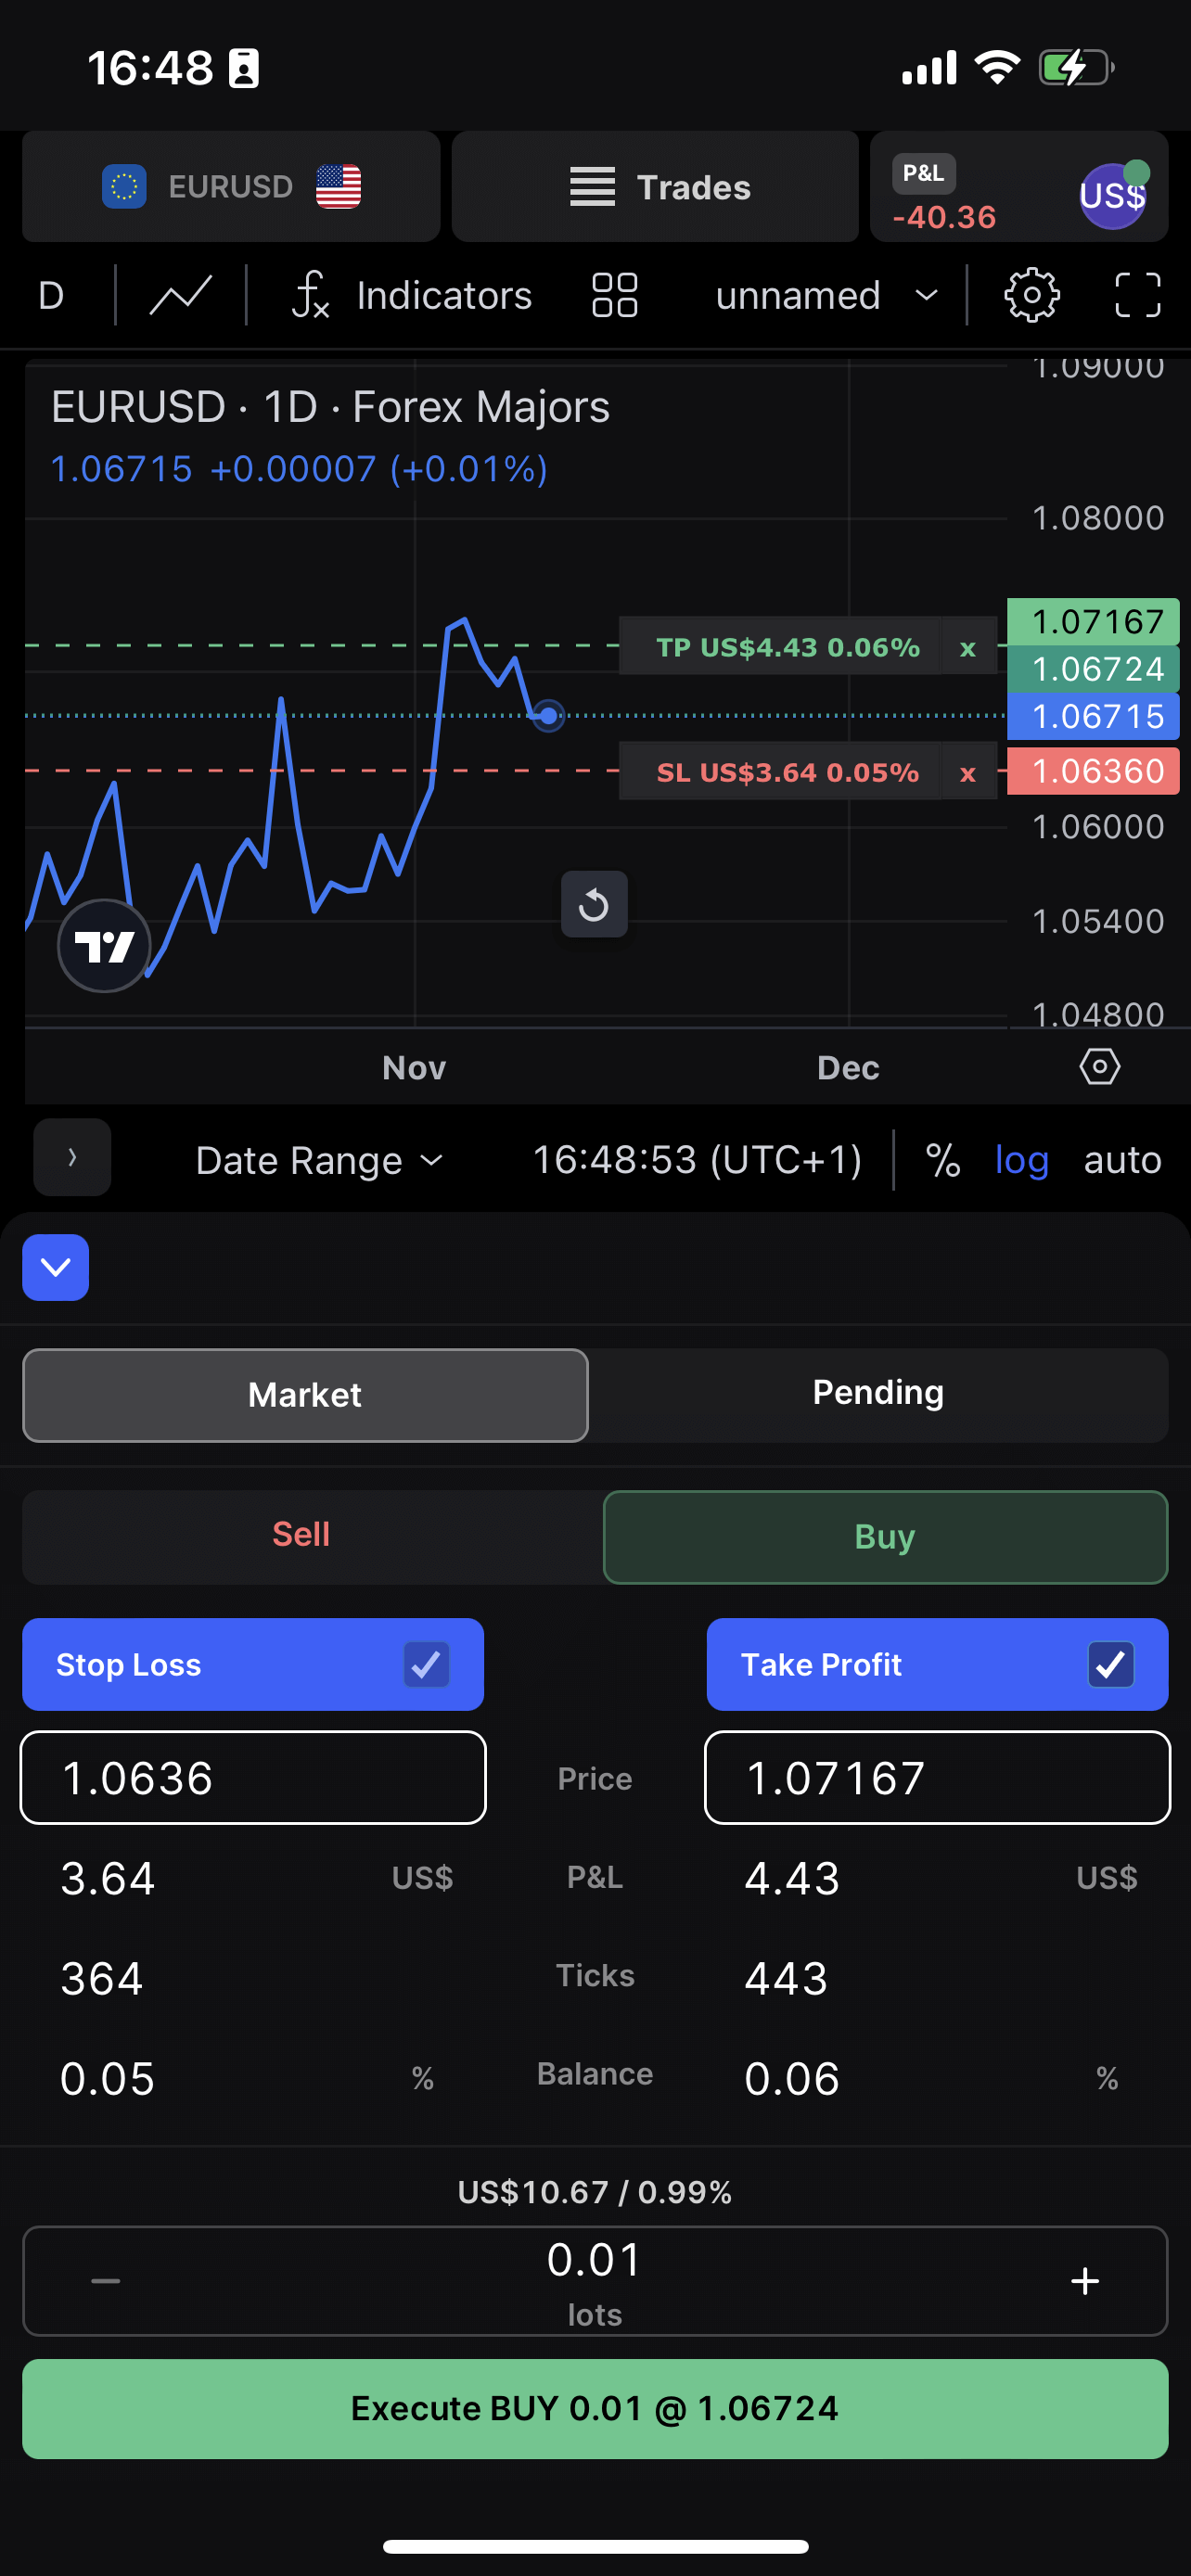 16:48
EURUSD
Trades
P&L
-40.36
US$
D
Indicators
unnamed
EURUSD · 1D · Forex Majors
1.06715 +0.00007 (+0.01%)
1.09000
1.08000
TP US$4.43 0.06% x
1.07167
1.06724
1.06715
SL US$3.64 0.05% x
1.06360
1.06000
1.05400
1.04800
Nov
Dec
Date Range
16:48:53 (UTC+1)
%
log
auto
Market
Pending
Sell
Buy
Stop Loss
Take Profit
1.0636
Price
1.07167
3.64 US$
P&L
4.43 US$
364
Ticks
443
0.05 %
Balance
0.06 %
US$10.67 / 0.99%
− 0.01 +
lots
Execute BUY 0.01 @ 1.06724